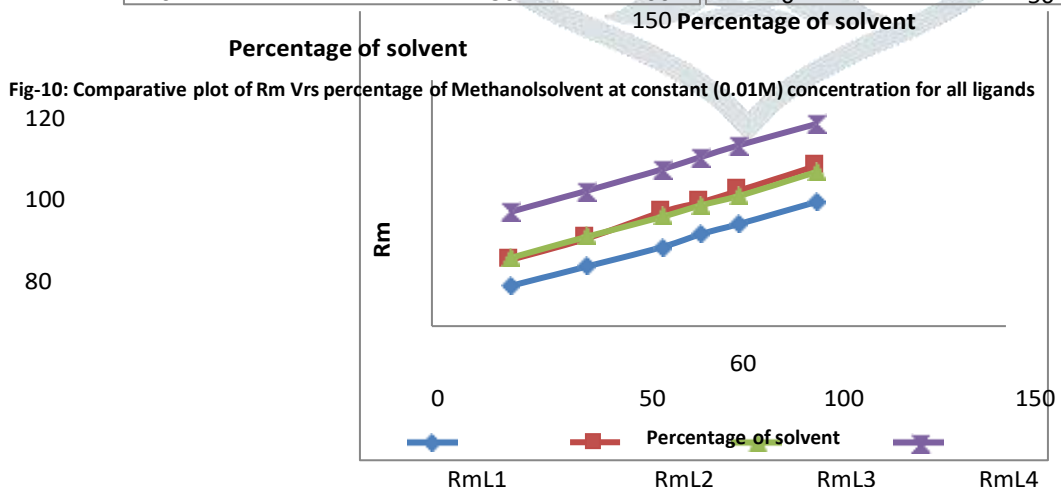 150 Percentage of solvent
Percentage of solvent
Fig-10: Comparative plot of Rm Vrs percentage of Methanolsolvent at constant (0.01M) concentration for all ligands
120
100
Rm
80
60
0 50 100 150
Percentage of solvent
RmL1 RmL2 RmL3 RmL4